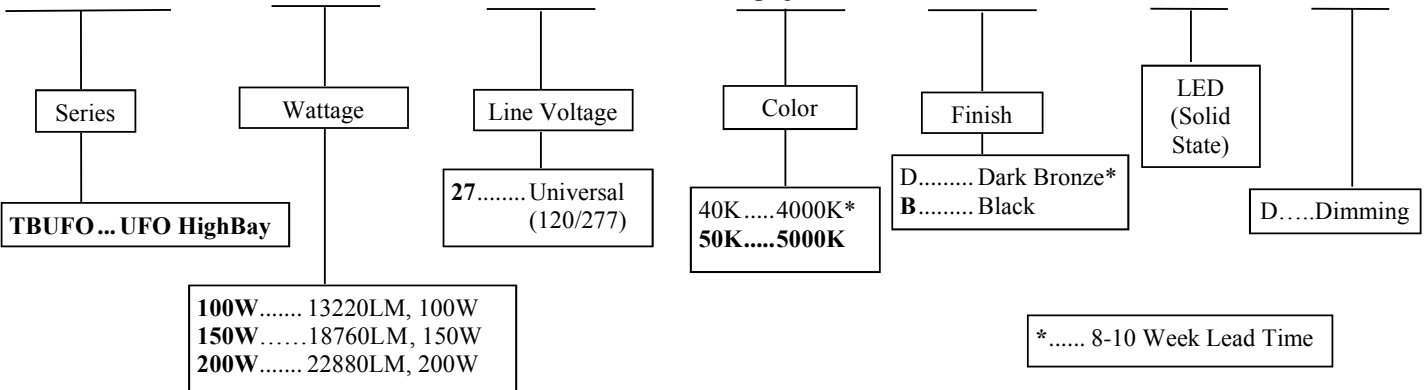 Series
Wattage
Line Voltage
Color
Finish
LED
(Solid
State)
TBUFO... UFO HighBay
27........ Universal
(120/277)
40K .....4000K*
50K.....5000K
D......... Dark Bronze*
B......... Black
D…..Dimming
100W....... 13220LM, 100W
150W……18760LM, 150W
200W....... 22880LM, 200W
*...... 8-10 Week Lead Time